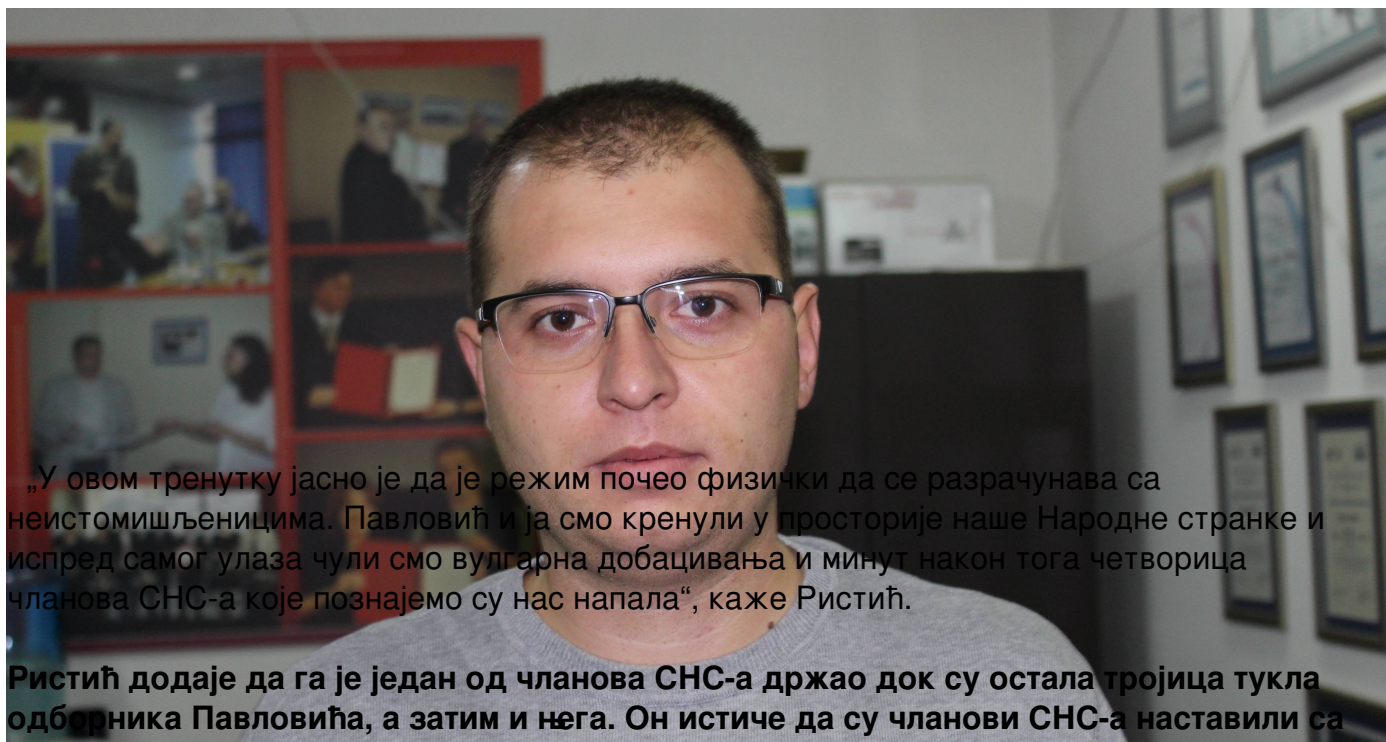 „У овом тренутку јасно је да је режим почео физички да се разрачунава са
неистомишљеницима. Павловић и ја смо кренули у просторије наше Народне странке и
испред самог улаза чули смо вулгарна добацивања и минут након тога четворица
чланова СНС-а које познајемо су нас напала“, каже Ристић.
Ристић додаје да га је један од чланова СНС-а држао док су остала тројица тукла
одборника Павловића, а затим и њега. Он истиче да су чланови СНС-а наставили са